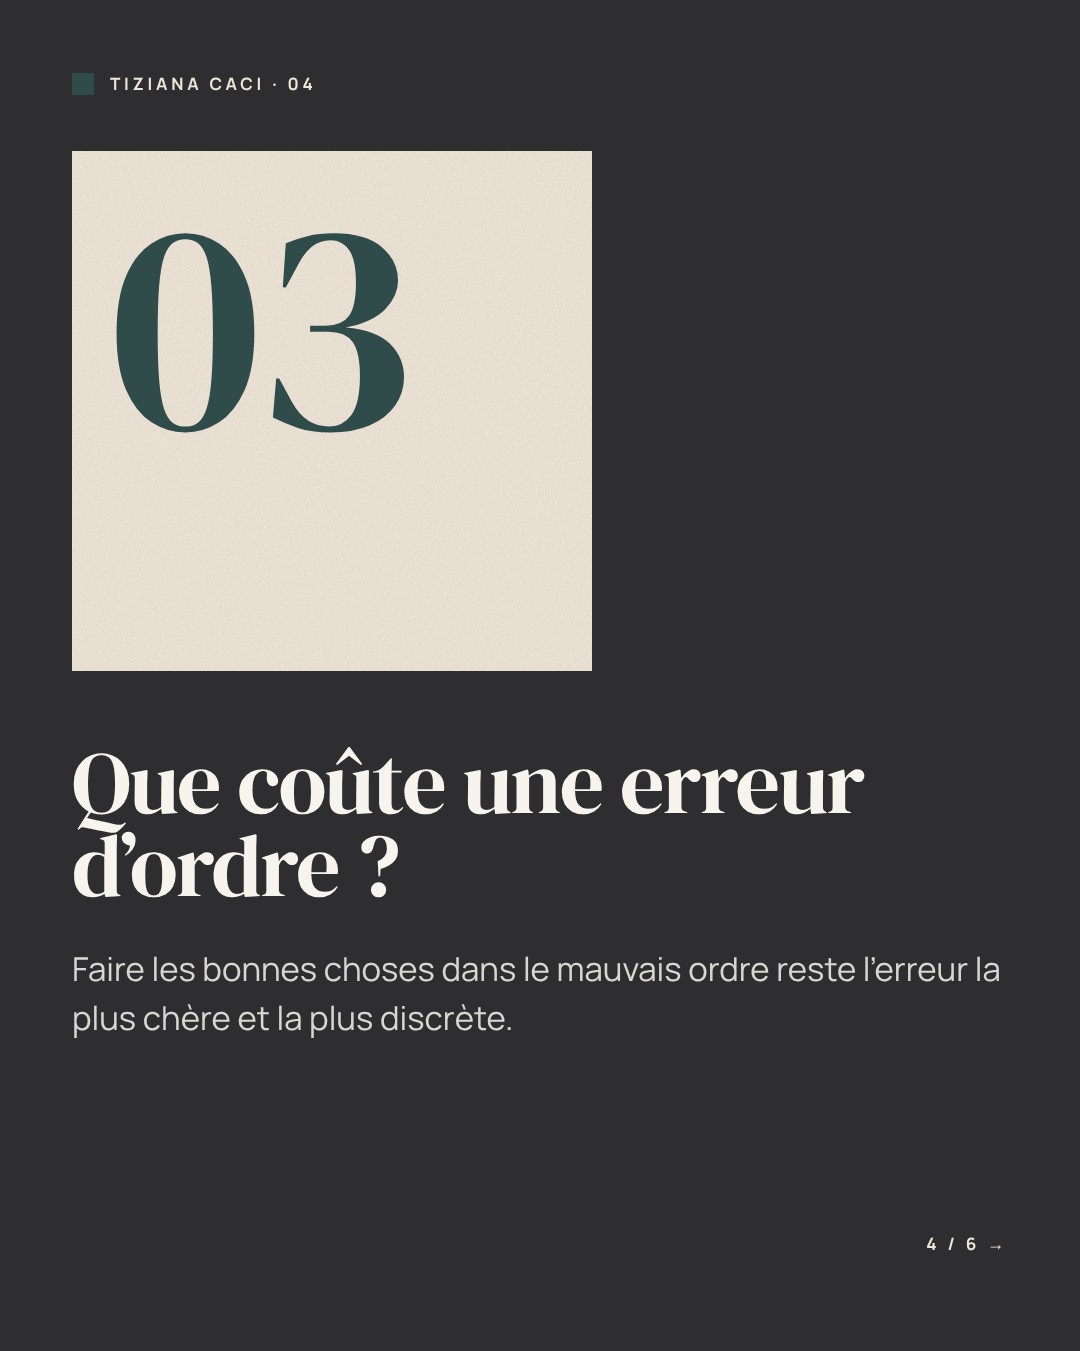 TIZIANA CACI · 04
03
Que coûte une erreur
d’ordre ?
Faire les bonnes choses dans le mauvais ordre reste l’erreur la
plus chère et la plus discrète.
4 / 6 →